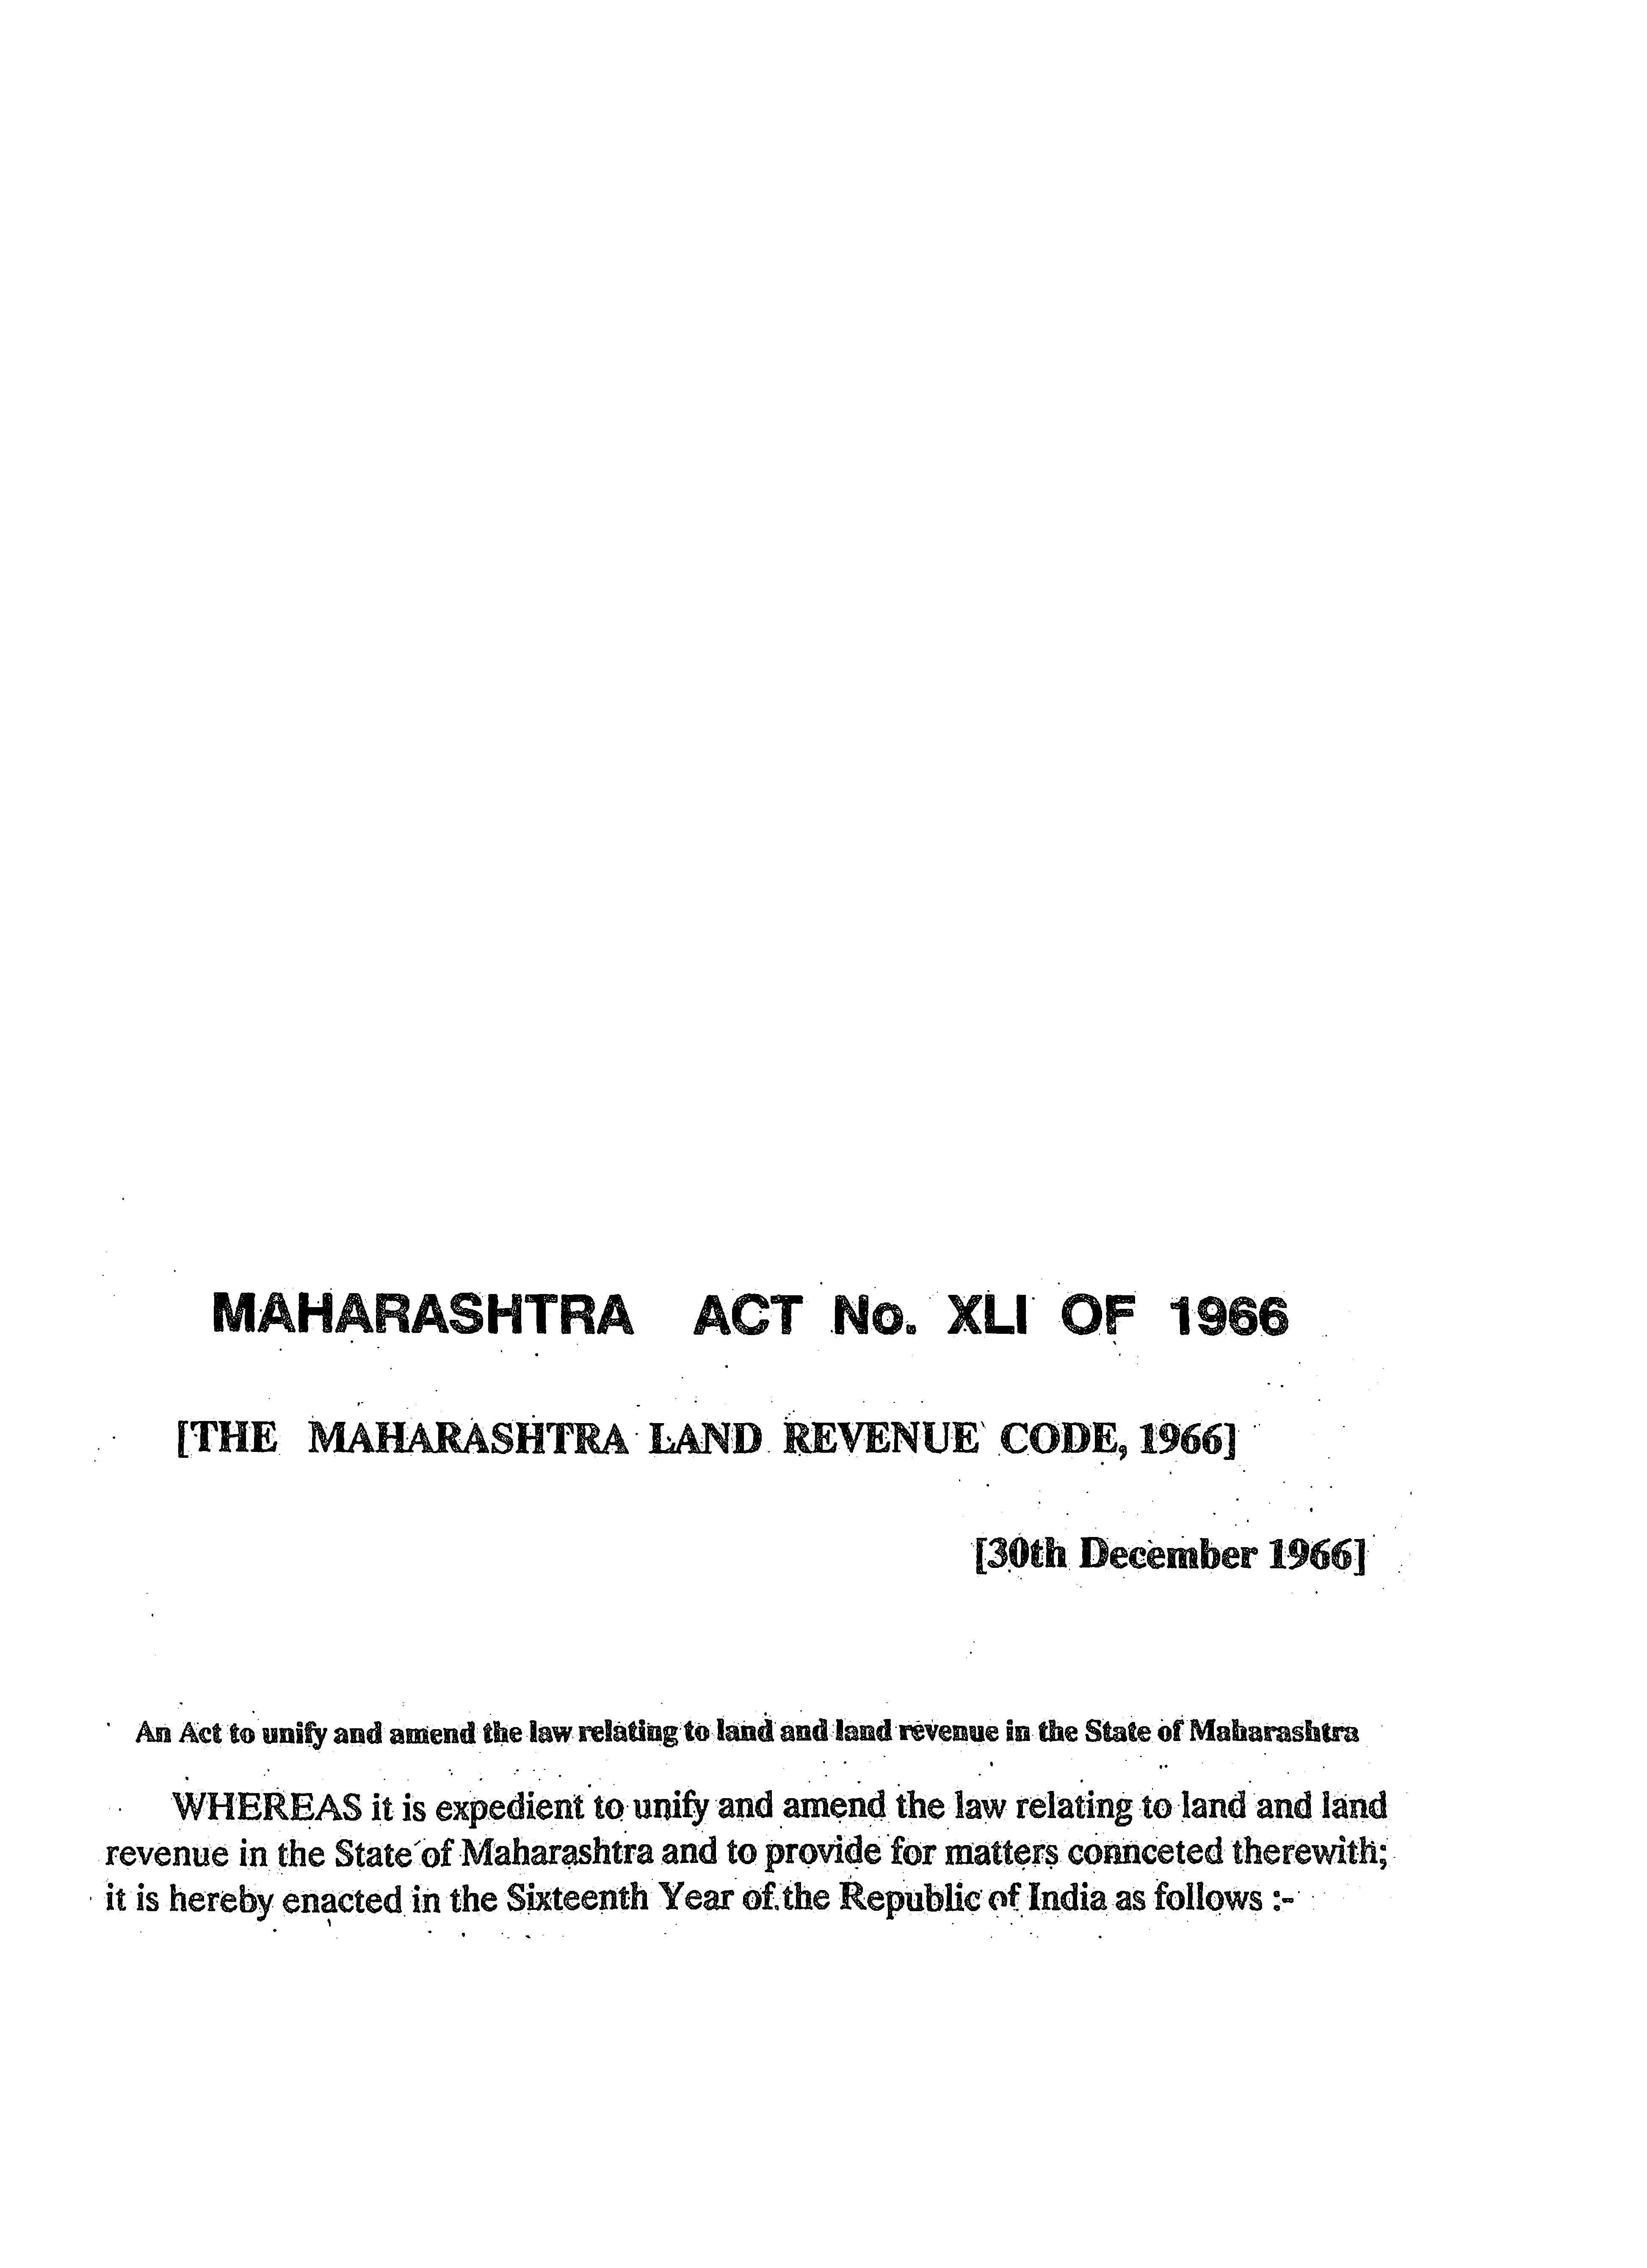 MAHARASHTRA ACT No. XLI OF 1966
[THE MAHARASHTRA LAND REVENUE CODE, 1966]
[30th December 1966]
An Act to unify and amend the law relating to land and land revenue in the State of Maharashtra
WHEREAS it is expedient to unify and amend the law relating to land and land
revenue in the State of Maharashtra and to provide for matters connceted therewith;
it is hereby enacted in the Sixteenth Year of the Republic of India as follows :-